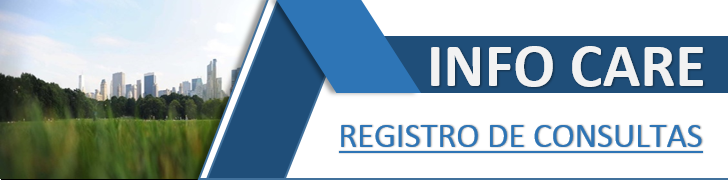 INFO CARE
REGISTRO DE CONSULTAS